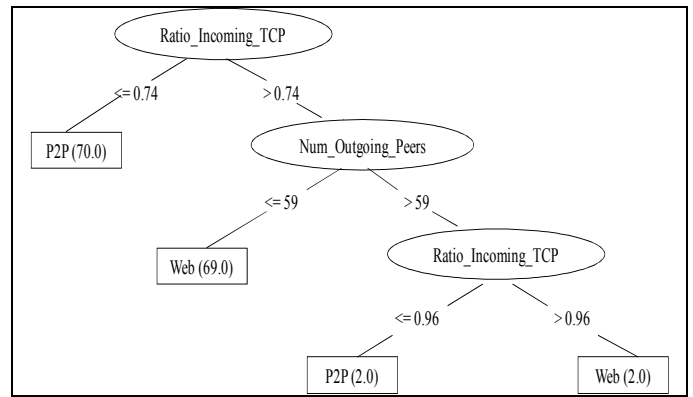 Ratio_Incoming_TCP
<= 0.74
> 0.74
P2P (70.0)
Num_Outgoing_Peers
<= 59
> 59
Web (69.0)
Ratio_Incoming_TCP
<= 0.96
> 0.96
P2P (2.0)
Web (2.0)